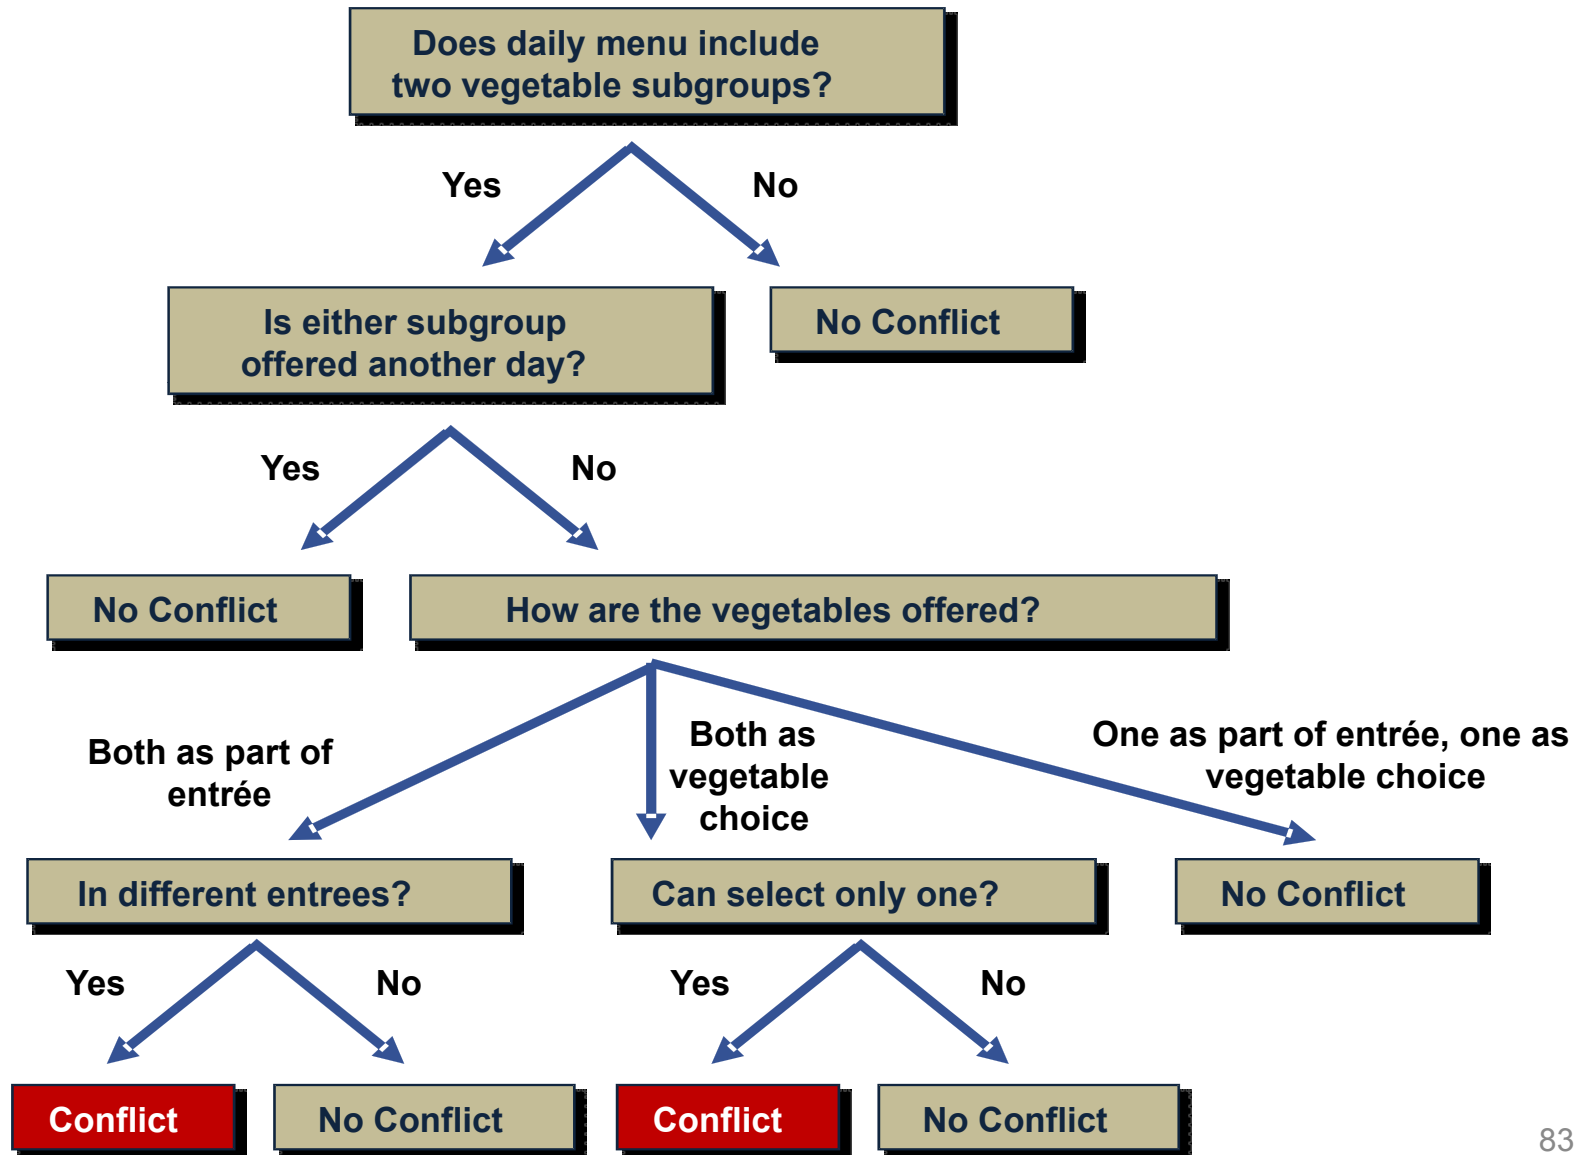 Does daily menu include
two vegetable subgroups?
Yes
No
Is either subgroup
offered another day?
No Conflict
Yes
No
No Conflict
How are the vegetables offered?
Both as part of
entrée
Both as
vegetable
choice
One as part of entrée, one as
vegetable choice
In different entrees?
Can select only one?
No Conflict
Yes
No
Yes
No
Conflict
No Conflict
Conflict
No Conflict
83